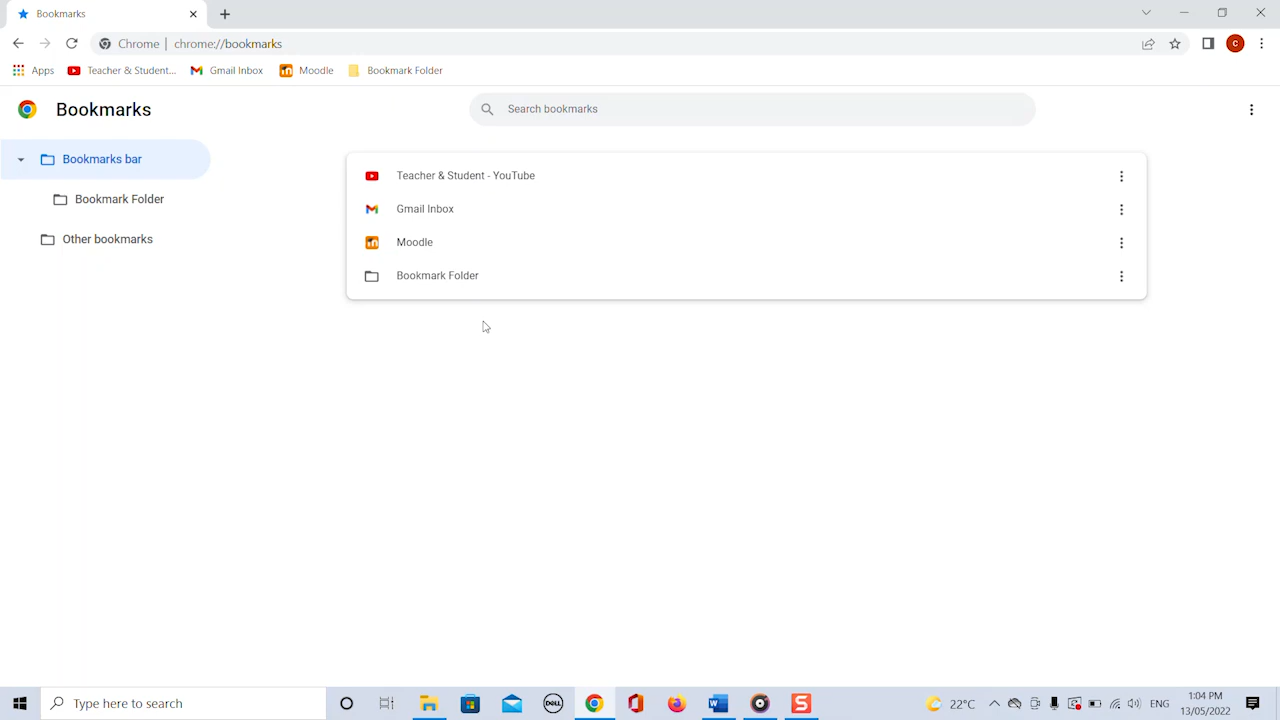 Bookmarks
Chrome | chrome://bookmarks
C
Apps
Teacher & Student...
Gmail Inbox
Moodle
Bookmark Folder
Bookmarks
Search bookmarks
Bookmarks bar
Bookmark Folder
Other bookmarks
Teacher & Student - YouTube
Gmail Inbox
Moodle
Bookmark Folder
Type here to search
DELL
W
S
22°C
ENG
1:04 PM
13/05/2022